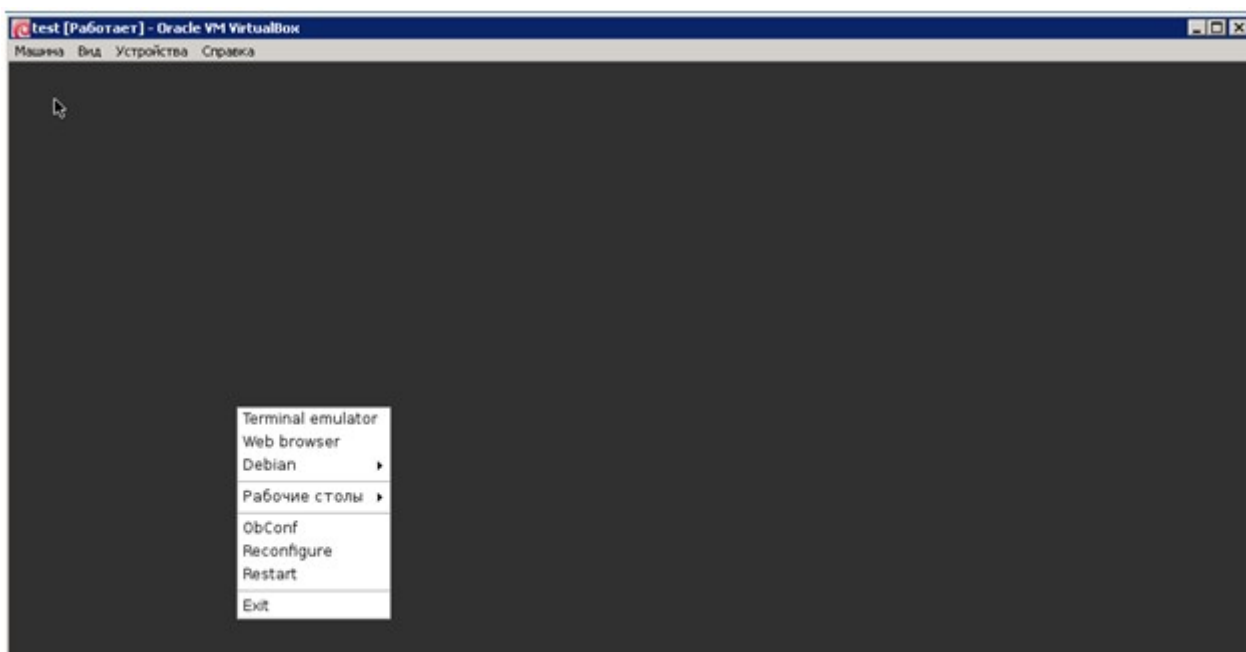 test [Работает] - Oracle VM VirtualBox
Машина Вид Устройства Справка
Terminal emulator
Web browser
Debian
Рабочие столы
ObConf
Reconfigure
Restart
Exit